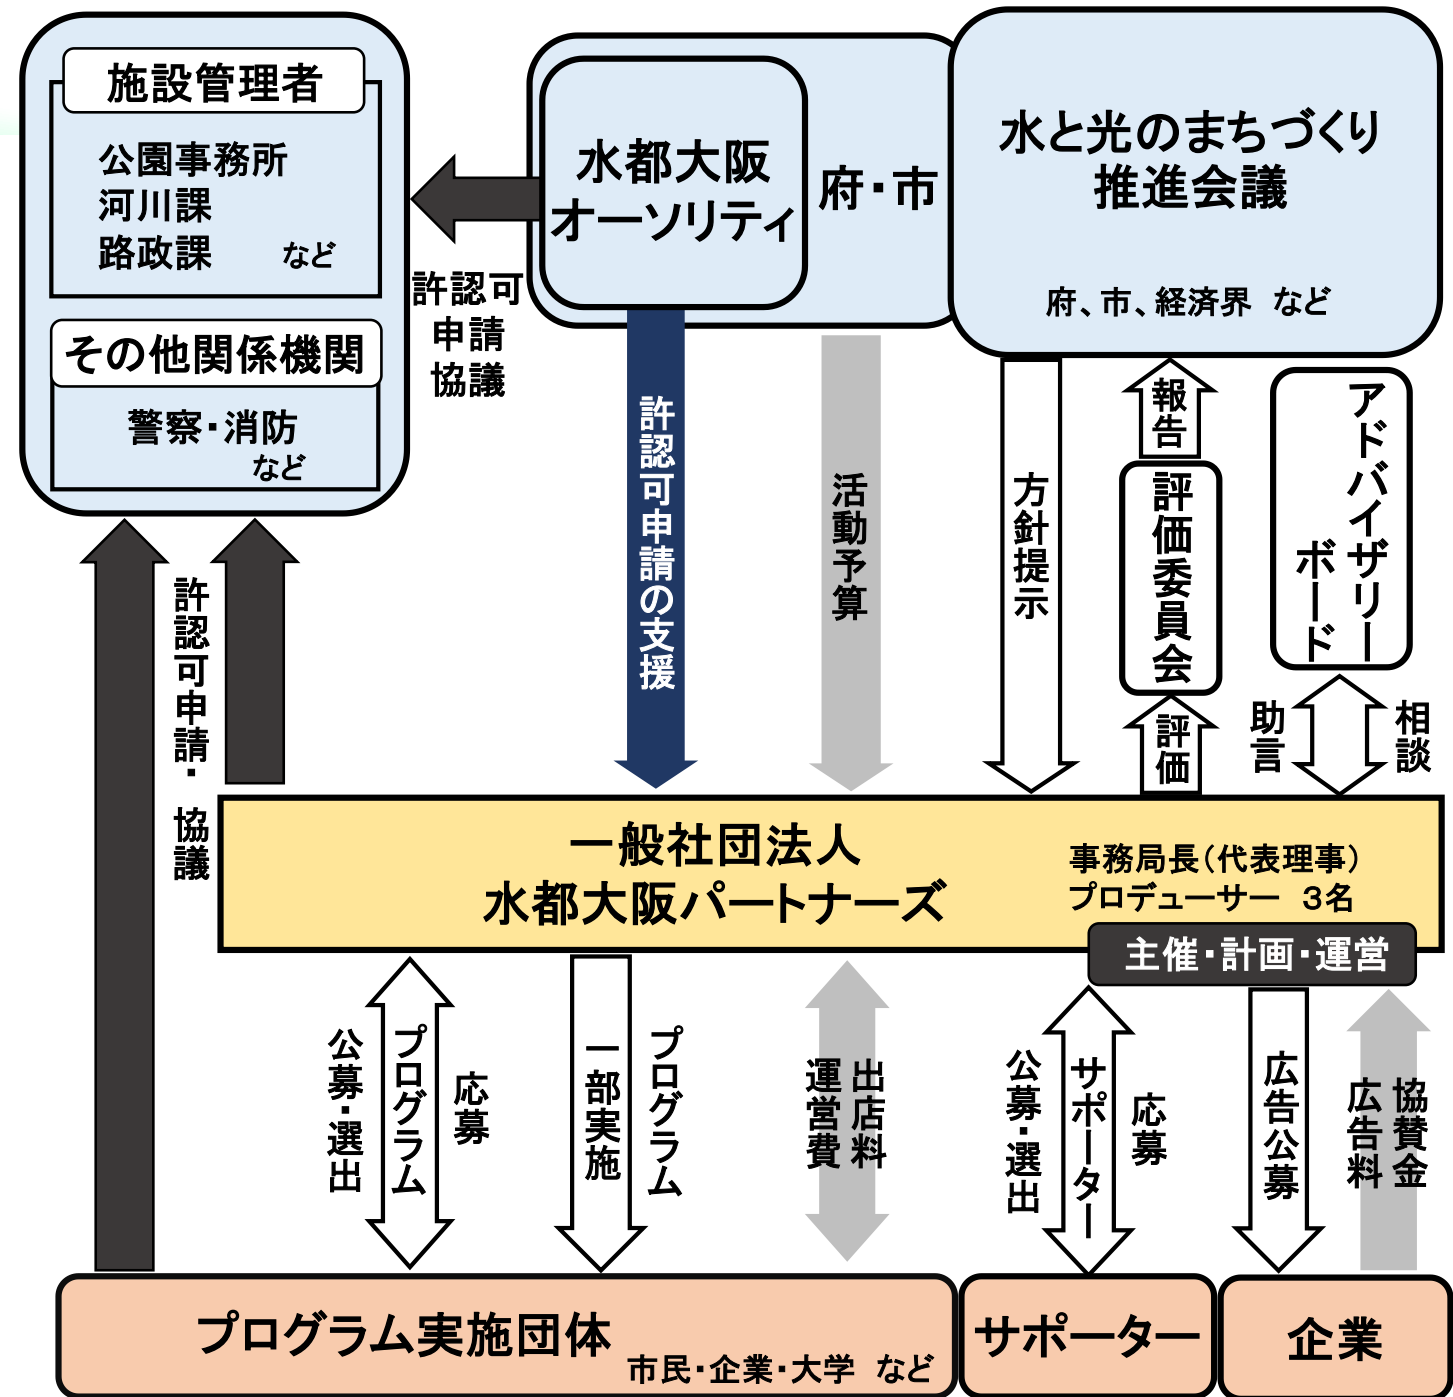 施設管理者
公園事務所
河川課
路政課 など
その他関係機関
警察・消防
など
水都大阪
オーソリティ
府・市
水と光のまちづくり
推進会議
府、市、経済界 など
許認可
申請
協議
許認可申請の支援
活動予算
方針提示
報告
評価委員会
評価
アドバイザリー
ボード
助言
相談
許認可申請・協議
一般社団法人
水都大阪パートナーズ
事務局長(代表理事)
プロデューサー 3名
主催・計画・運営
公募・選出
プログラム
応募
プログラム
一部実施
出店料
運営費
公募・選出
サポーター
応募
広告公募
協賛金
広告料
プログラム実施団体
市民・企業・大学 など
サポーター
企業